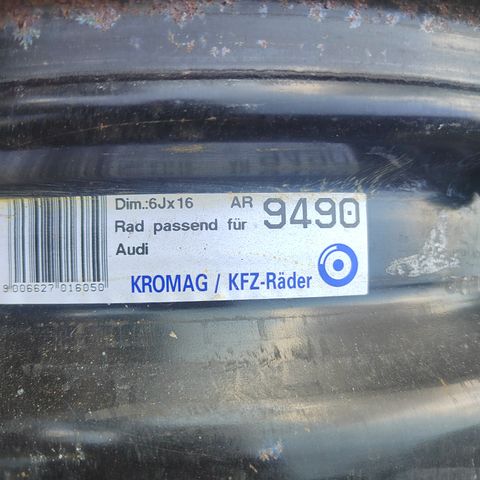 Dim.:6Jx16 AR 9490
Rad passend für
Audi
KROMAG / KFZ-Räder
9 006627 016050